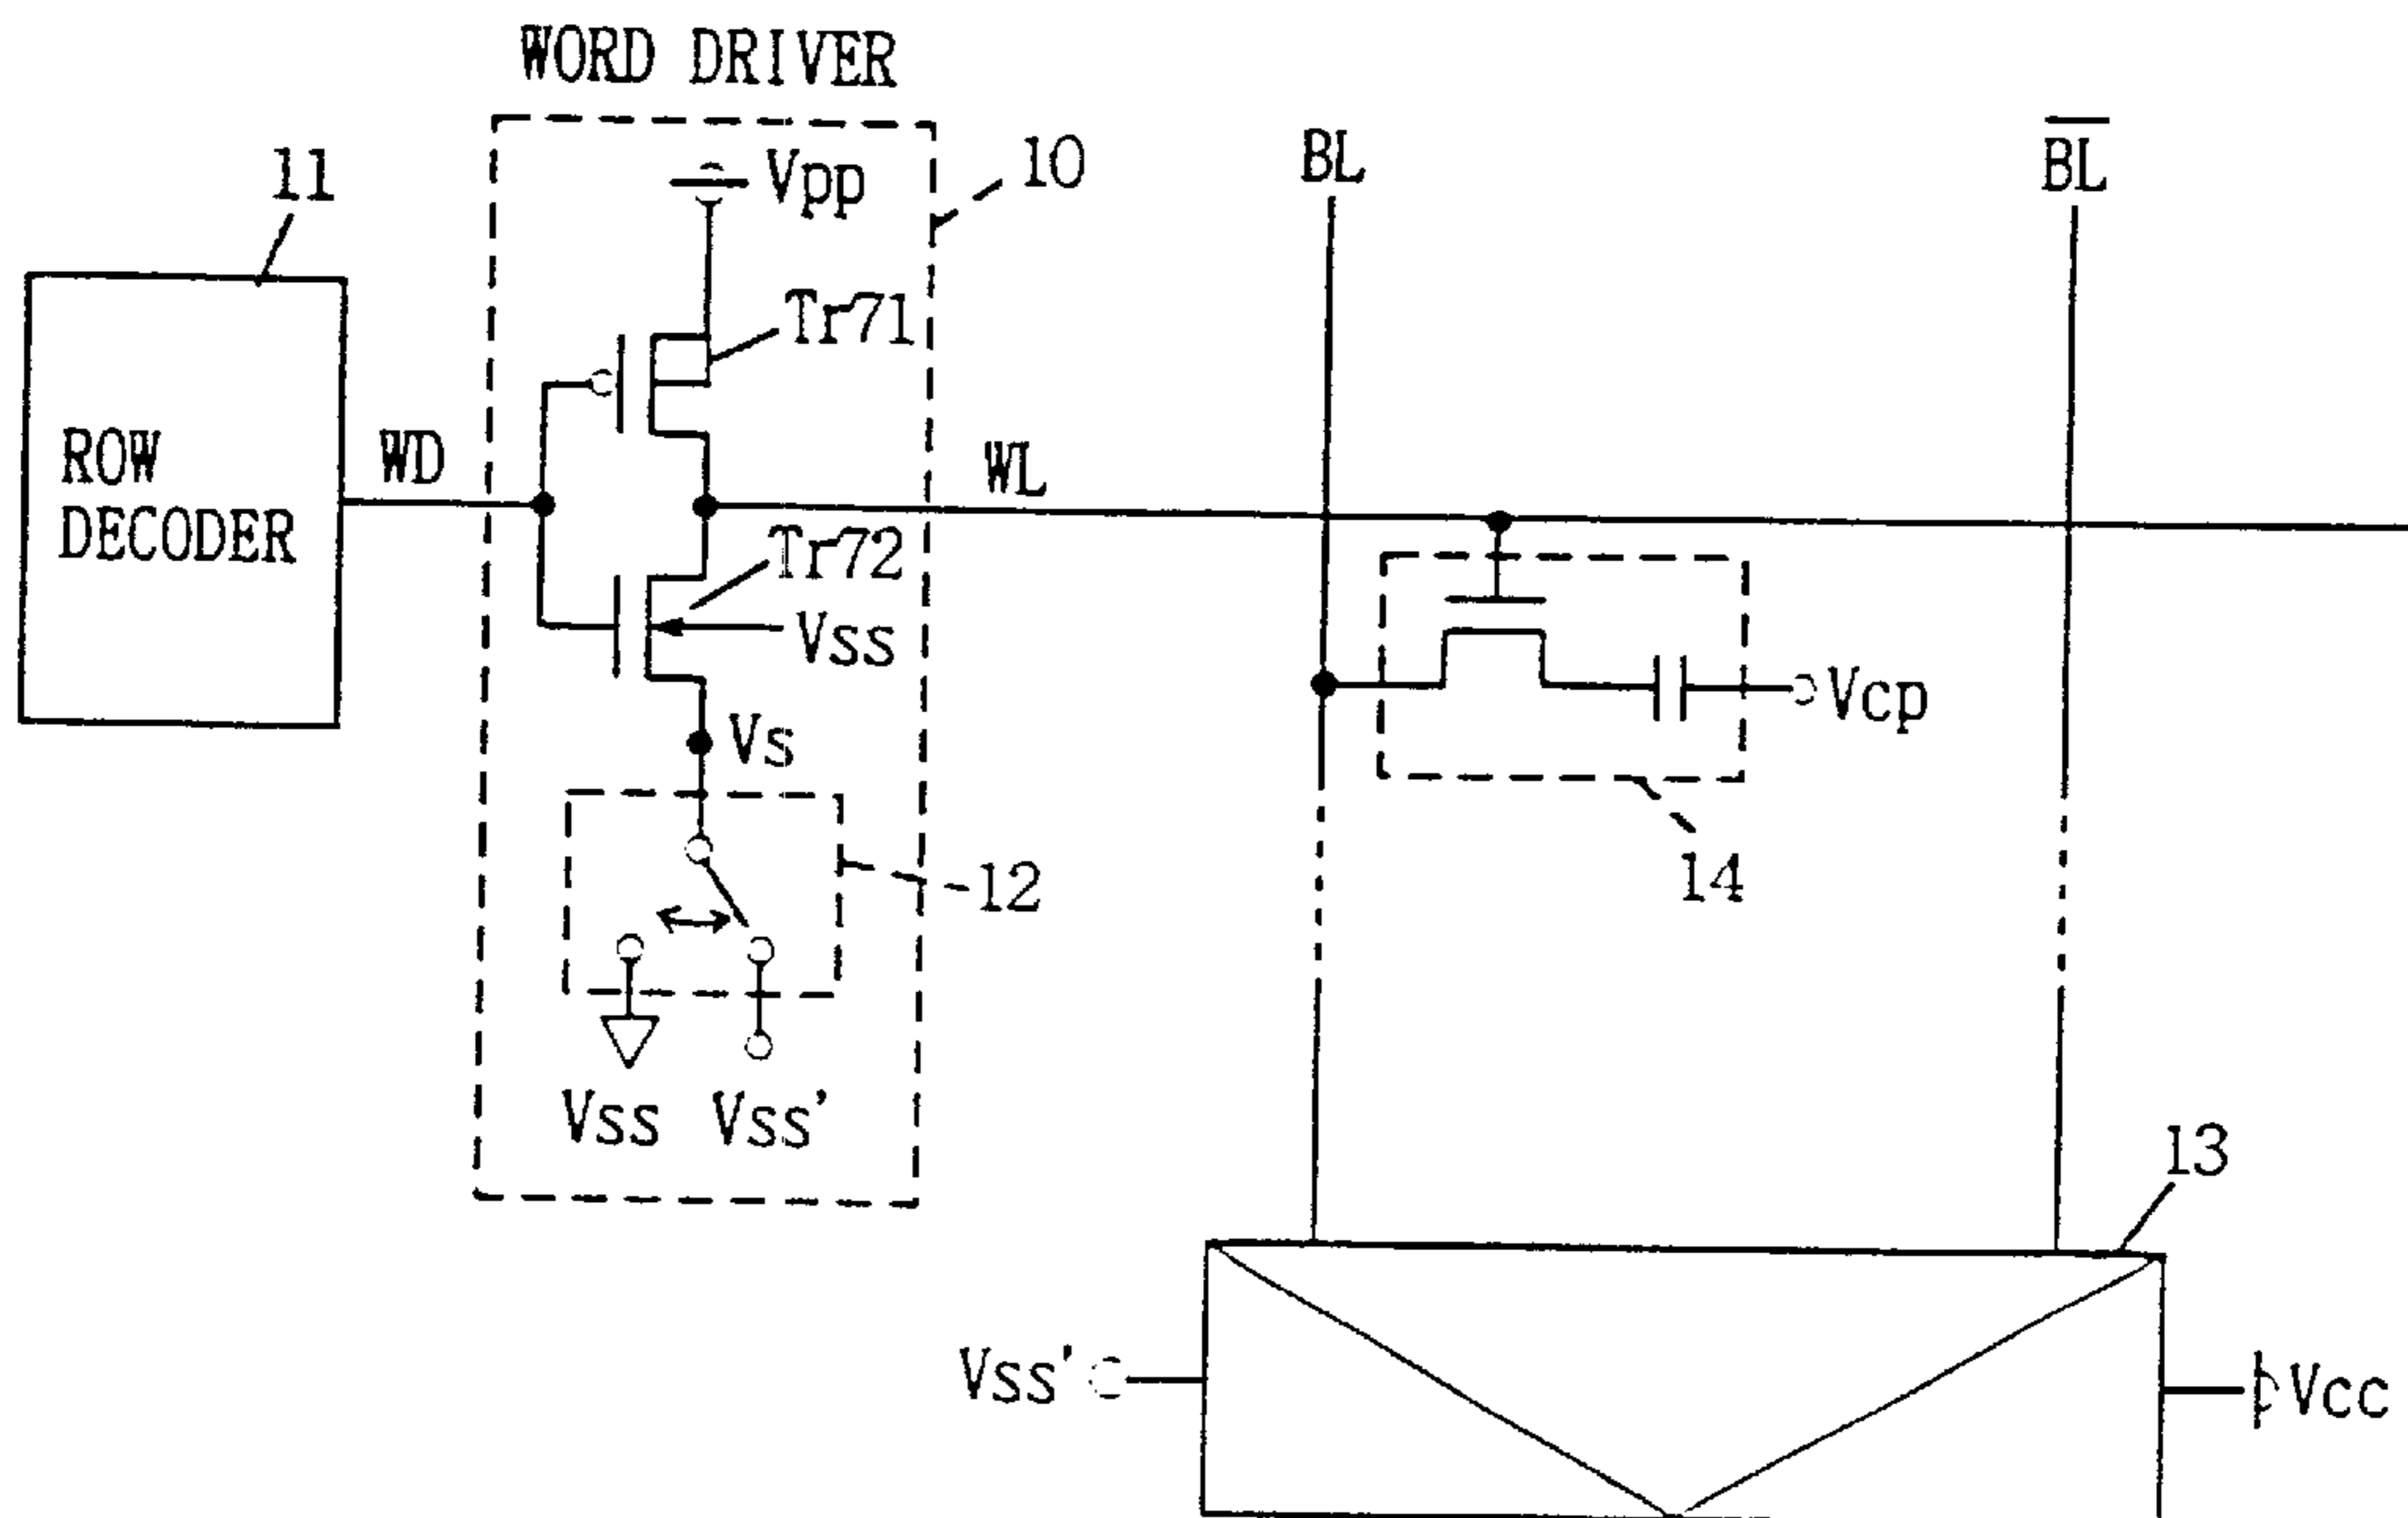 WORD DRIVER
11
Vpp
10
BL
B̅L̅
Tr71
ROW
DECODER
WD
WL
Tr72
Vss
Vs
Vcp
12
14
Vss
Vss'
13
Vss'
Vcc